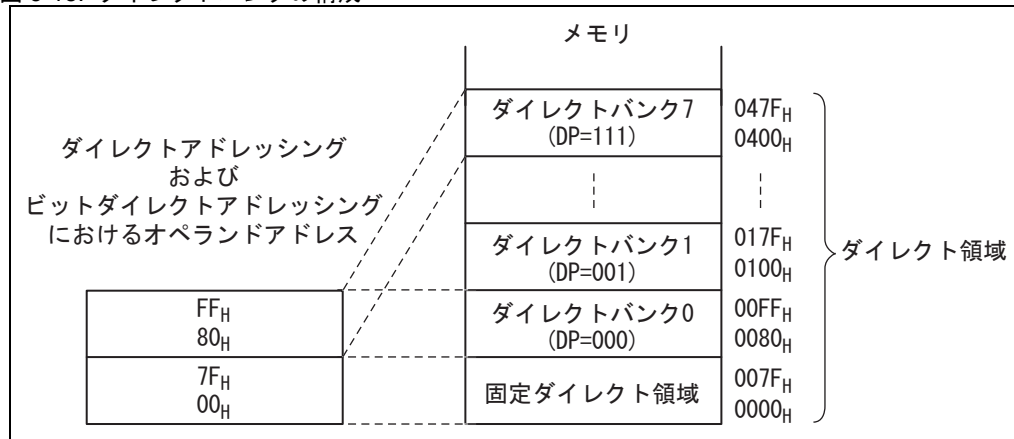 メモリ
ダイレクトアドレッシング
および
ビットダイレクトアドレッシング
におけるオペランドアドレス
FFH
80H
7FH
00H
ダイレクトバンク7
(DP=111)
ダイレクトバンク1
(DP=001)
ダイレクトバンク0
(DP=000)
固定ダイレクト領域
047FH
0400H
017FH
0100H
00FFH
0080H
007FH
0000H
ダイレクト領域